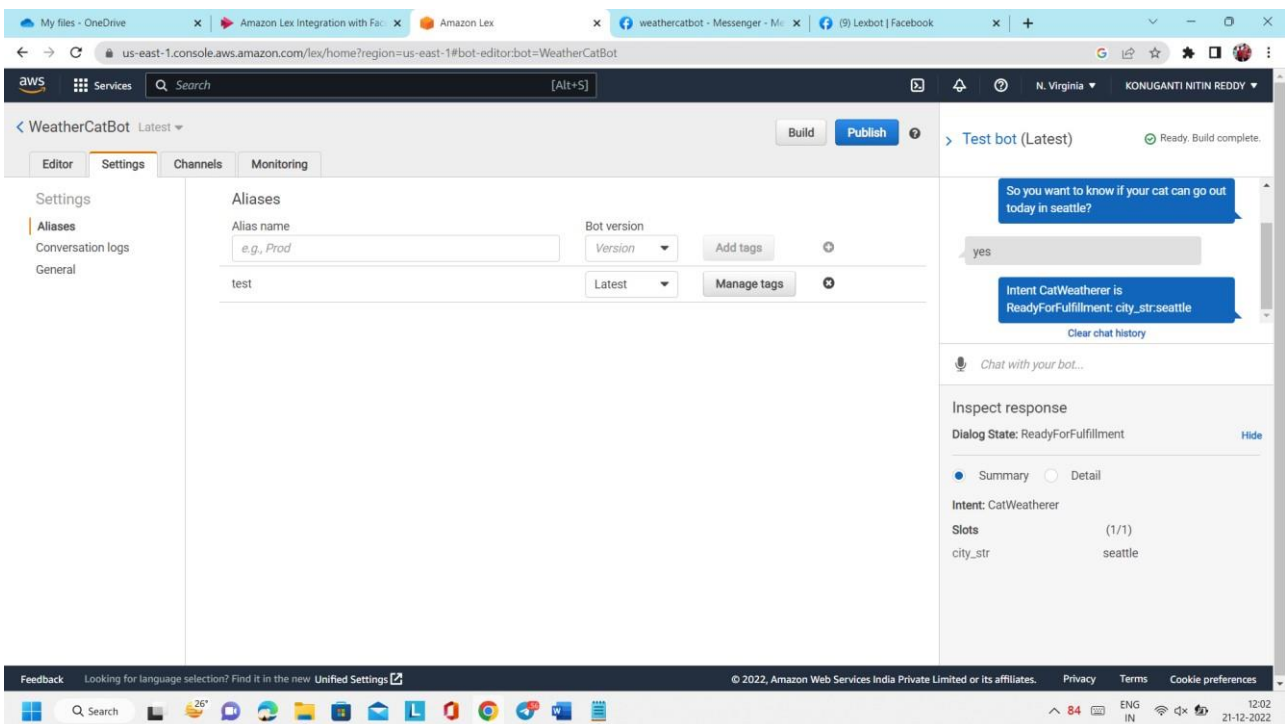 My files - OneDrive
Amazon Lex Integration with Fac
Amazon Lex
weathercatbot - Messenger - Me
(9) Lexbot | Facebook
us-east-1.console.aws.amazon.com/lex/home?region=us-east-1#bot-editor:bot=WeatherCatBot
aws Services Search [Alt+S] N. Virginia KONUGANTI NITIN REDDY
WeatherCatBot Latest
Build Publish
Editor Settings Channels Monitoring
Settings
Aliases
Conversation logs
General
Aliases
Alias name Bot version
e.g., Prod Version Add tags
test Latest Manage tags
Test bot (Latest) Ready. Build complete.
So you want to know if your cat can go out
today in seattle?
yes
Intent CatWeatherer is
ReadyForFulfillment: city_str:seattle
Clear chat history
Chat with your bot...
Inspect response
Dialog State: ReadyForFulfillment Hide
Summary Detail
Intent: CatWeatherer
Slots (1/1)
city_str seattle
Feedback Looking for language selection? Find it in the new Unified Settings © 2022, Amazon Web Services India Private Limited or its affiliates. Privacy Terms Cookie preferences
Search L 26° L W 84 ENG IN 12:02
21-12-2022